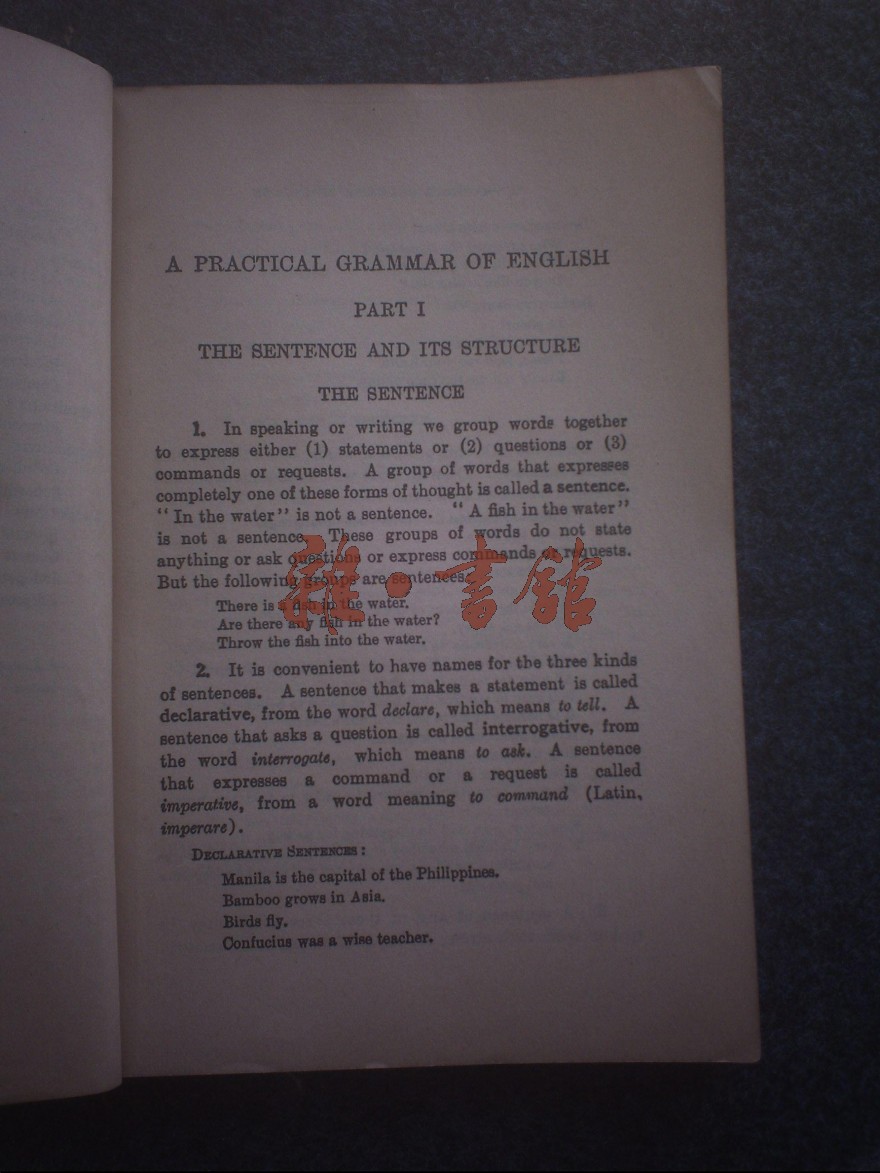 A PRACTICAL GRAMMAR OF ENGLISH
PART I
THE SENTENCE AND ITS STRUCTURE
THE SENTENCE
1. In speaking or writing we group words together
to express either (1) statements or (2) questions or (3)
commands or requests. A group of words that expresses
completely one of these forms of thought is called a sentence.
"In the water" is not a sentence. "A fish in the water"
is not a sentence. These groups of words do not state
anything or ask questions or express commands or requests.
But the following groups are sentences:
There is a fish in the water.
Are there any fish in the water?
Throw the fish into the water.
雜·書館
2. It is convenient to have names for the three kinds
of sentences. A sentence that makes a statement is called
declarative, from the word declare, which means to tell. A
sentence that asks a question is called interrogative, from
the word interrogate, which means to ask. A sentence
that expresses a command or a request is called
imperative, from a word meaning to command (Latin,
imperare).
DECLARATIVE SENTENCES:
Manila is the capital of the Philippines.
Bamboo grows in Asia.
Birds fly.
Confucius was a wise teacher.